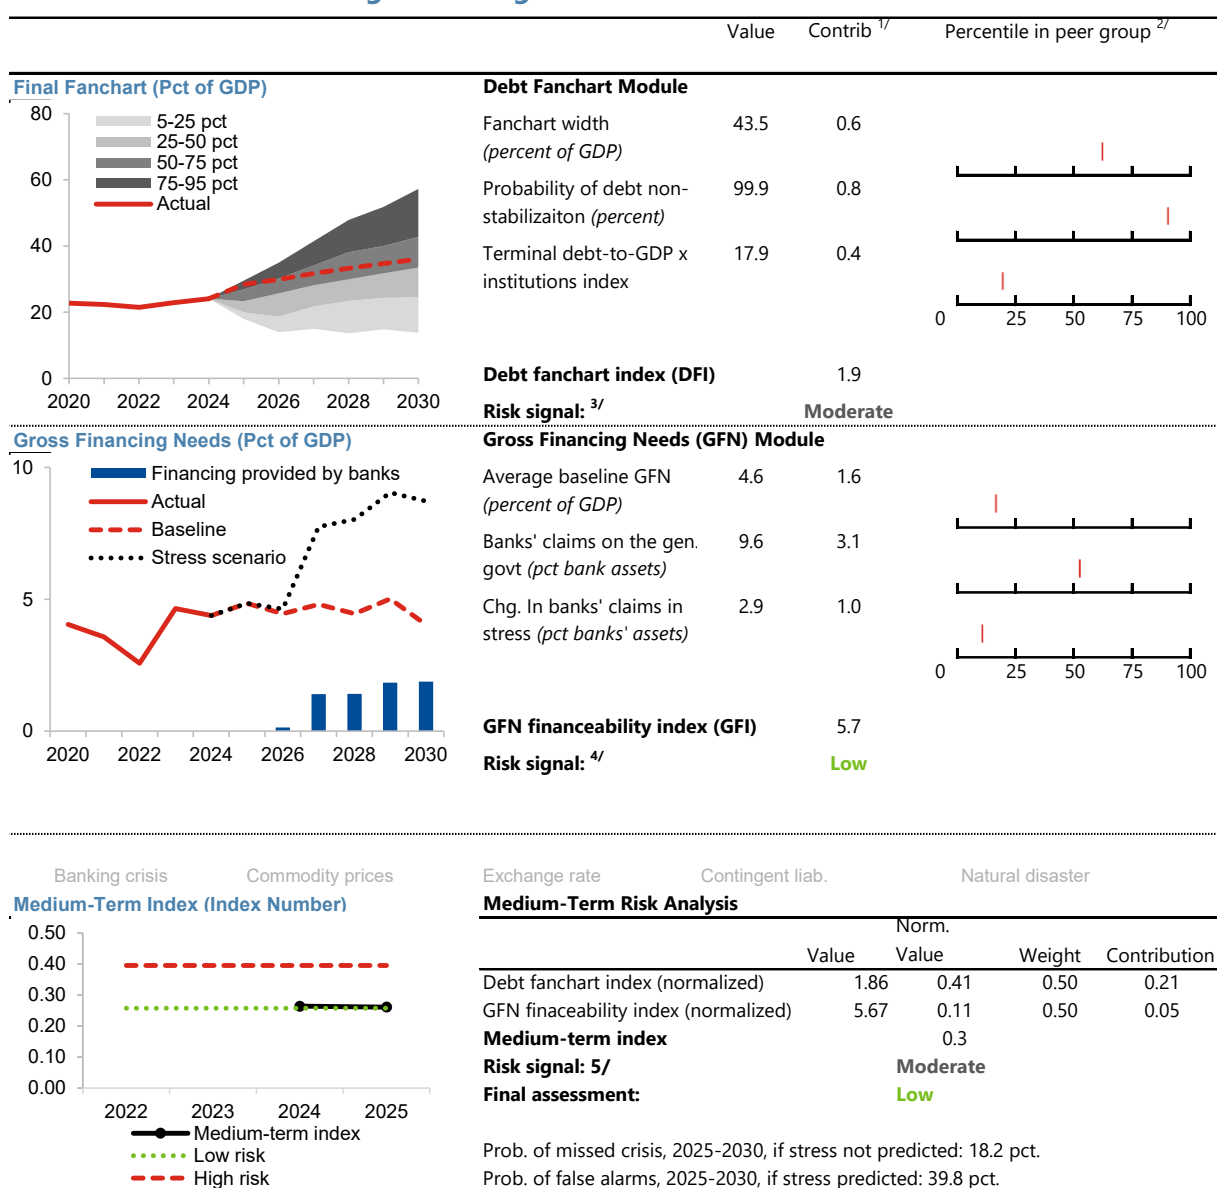 Value Contrib 1/ Percentile in peer group 2/
Final Fanchart (Pct of GDP)
80
60
40
20
0
5-25 pct
25-50 pct
50-75 pct
75-95 pct
Actual
2020 2022 2024 2026 2028 2030
Debt Fanchart Module
Fanchart width 43.5 0.6
(percent of GDP)
Probability of debt non- 99.9 0.8
stabilizaiton (percent)
Terminal debt-to-GDP x 17.9 0.4
institutions index
0 25 50 75 100
Debt fanchart index (DFI) 1.9
Risk signal: 3/ Moderate
Gross Financing Needs (Pct of GDP)
10
5
0
Financing provided by banks
Actual
Baseline
Stress scenario
2020 2022 2024 2026 2028 2030
Gross Financing Needs (GFN) Module
Average baseline GFN 4.6 1.6
(percent of GDP)
Banks' claims on the gen. 9.6 3.1
govt (pct bank assets)
Chg. In banks' claims in 2.9 1.0
stress (pct banks' assets)
0 25 50 75 100
GFN financeability index (GFI) 5.7
Risk signal: 4/ Low
Banking crisis Commodity prices Exchange rate Contingent liab. Natural disaster
Medium-Term Index (Index Number)
0.50
0.40
0.30
0.20
0.10
0.00
2022 2023 2024 2025
Medium-term index
Low risk
High risk
Medium-Term Risk Analysis
Norm.
Value Value Weight Contribution
Debt fanchart index (normalized) 1.86 0.41 0.50 0.21
GFN finaceability index (normalized) 5.67 0.11 0.50 0.05
Medium-term index 0.3
Risk signal: 5/ Moderate
Final assessment: Low
Prob. of missed crisis, 2025-2030, if stress not predicted: 18.2 pct.
Prob. of false alarms, 2025-2030, if stress predicted: 39.8 pct.